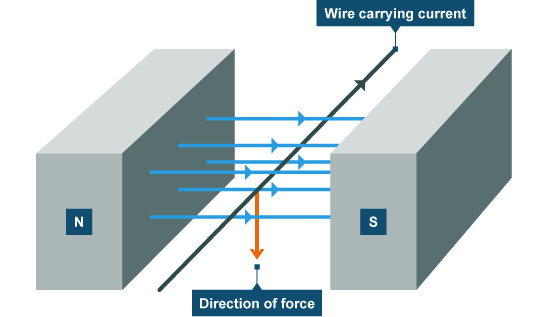 Wire carrying current
N
S
Direction of force